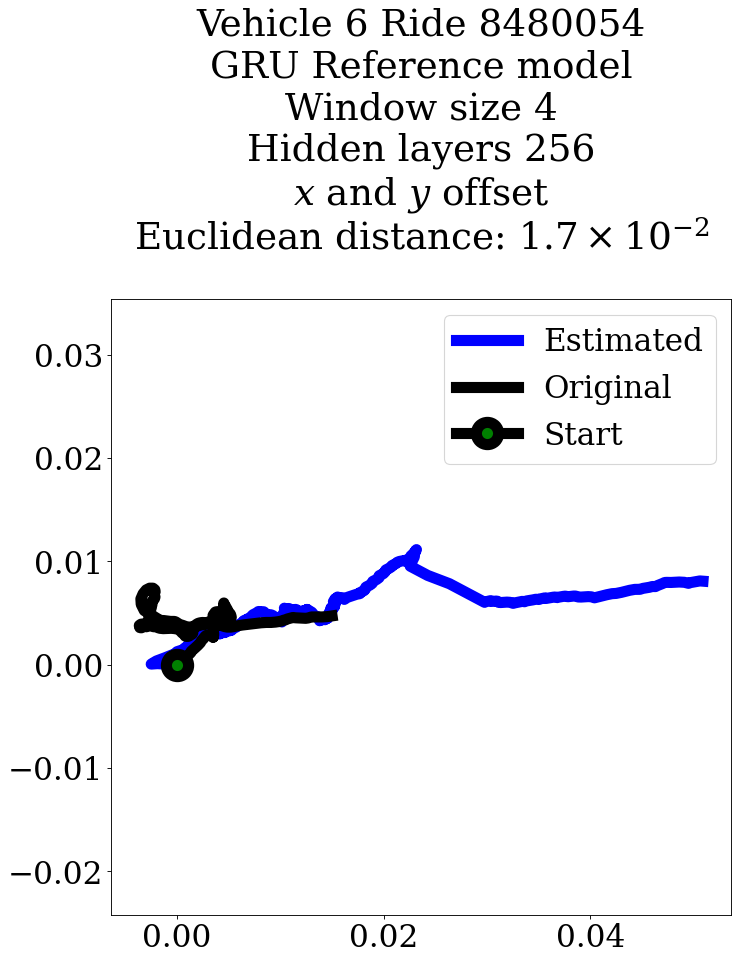 Vehicle 6 Ride 8480054
GRU Reference model
Window size 4
Hidden layers 256
x and y offset
Euclidean distance: 1.7 × 10⁻²
Estimated
Original
Start
0.03
0.02
0.01
0.00
−0.01
−0.02
0.00 0.02 0.04